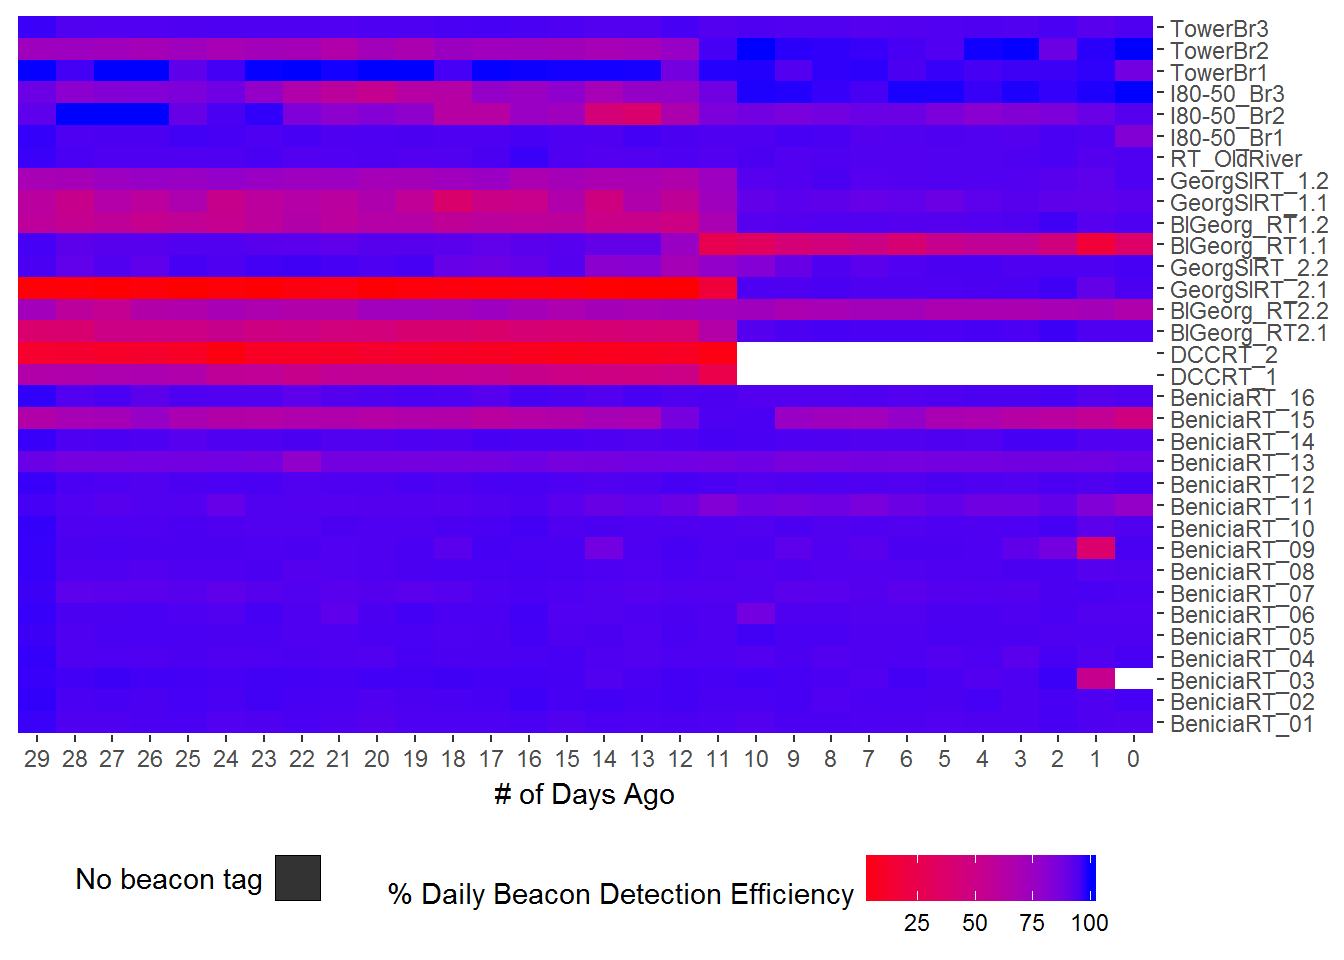 TowerBr3
TowerBr2
TowerBr1
I80-50_Br3
I80-50_Br2
I80-50_Br1
RT_OldRiver
GeorgSlRT_1.2
GeorgSlRT_1.1
BlGeorg_RT1.2
BlGeorg_RT1.1
GeorgSlRT_2.2
GeorgSlRT_2.1
BlGeorg_RT2.2
BlGeorg_RT2.1
DCCRT_2
DCCRT_1
BeniciaRT_16
BeniciaRT_15
BeniciaRT_14
BeniciaRT_13
BeniciaRT_12
BeniciaRT_11
BeniciaRT_10
BeniciaRT_09
BeniciaRT_08
BeniciaRT_07
BeniciaRT_06
BeniciaRT_05
BeniciaRT_04
BeniciaRT_03
BeniciaRT_02
BeniciaRT_01
29 28 27 26 25 24 23 22 21 20 19 18 17 16 15 14 13 12 11 10 9 8 7 6 5 4 3 2 1 0
# of Days Ago
No beacon tag
% Daily Beacon Detection Efficiency
25 50 75 100